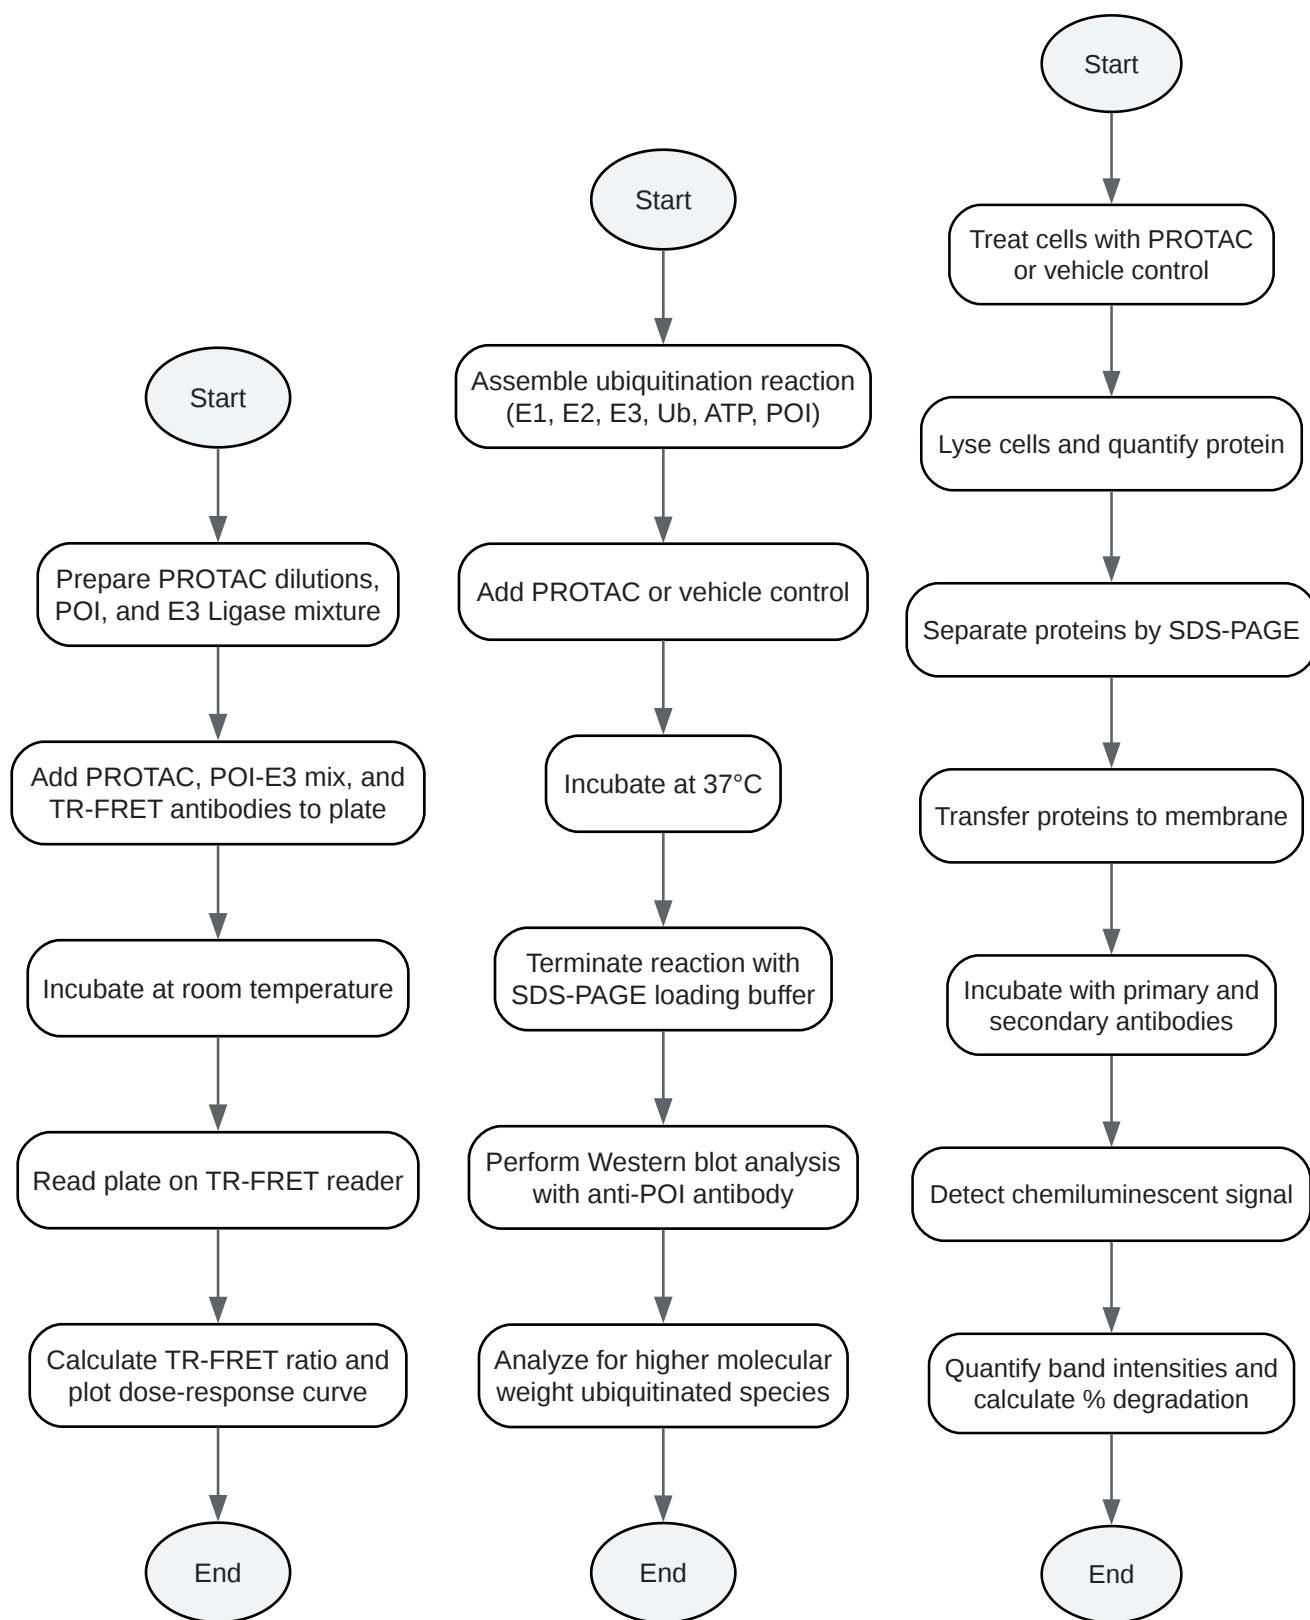 Start
Prepare PROTAC dilutions,
POI, and E3 Ligase mixture
Add PROTAC, POI-E3 mix, and
TR-FRET antibodies to plate
Incubate at room temperature
Read plate on TR-FRET reader
Calculate TR-FRET ratio and
plot dose-response curve
End
Start
Assemble ubiquitination reaction
(E1, E2, E3, Ub, ATP, POI)
Add PROTAC or vehicle control
Incubate at 37°C
Terminate reaction with
SDS-PAGE loading buffer
Perform Western blot analysis
with anti-POI antibody
Analyze for higher molecular
weight ubiquitinated species
End
Start
Treat cells with PROTAC
or vehicle control
Lyse cells and quantify protein
Separate proteins by SDS-PAGE
Transfer proteins to membrane
Incubate with primary and
secondary antibodies
Detect chemiluminescent signal
Quantify band intensities and
calculate % degradation
End